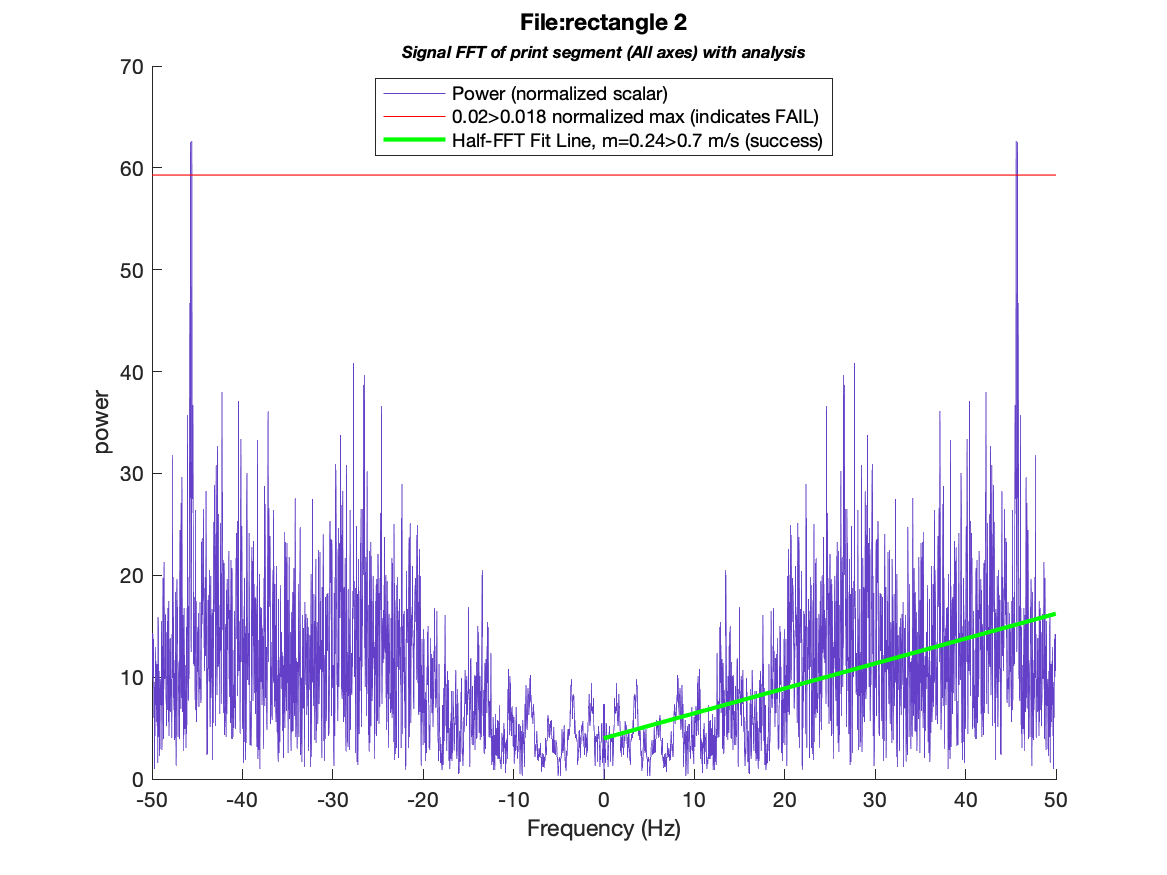 File:rectangle 2
Signal FFT of print segment (All axes) with analysis
Power (normalized scalar)
0.02>0.018 normalized max (indicates FAIL)
Half-FFT Fit Line, m=0.24>0.7 m/s (success)
70
60
50
40
30
20
10
0
power
-50 -40 -30 -20 -10 0 10 20 30 40 50
Frequency (Hz)